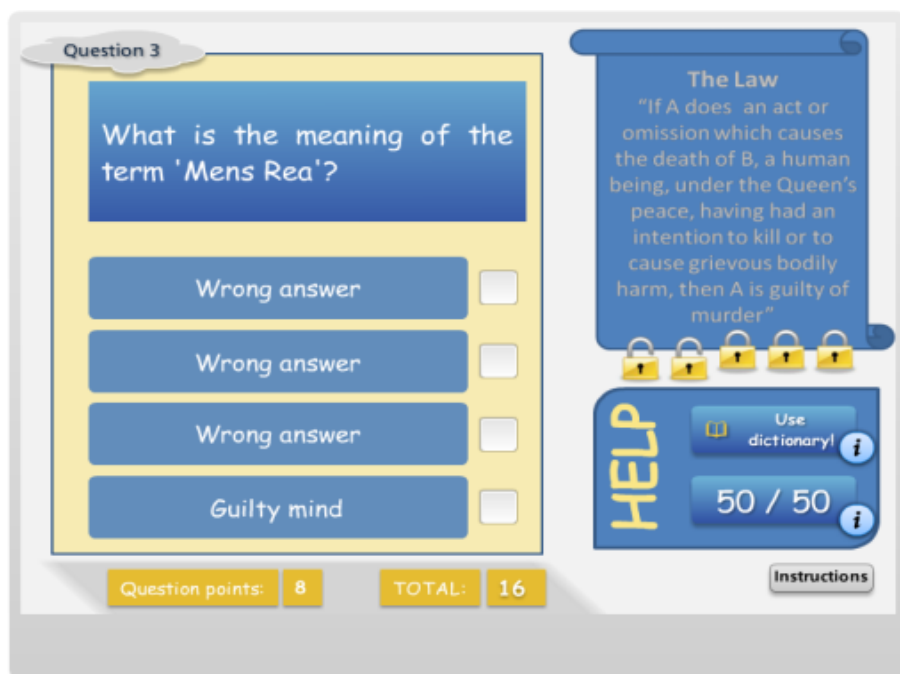 Question 3
What is the meaning of the
term 'Mens Rea'?
Wrong answer
Wrong answer
Wrong answer
Guilty mind
Question points:
8
TOTAL:
16
The Law
“If A does an act or
omission which causes
the death of B, a human
being, under the Queen’s
peace, having had an
intention to kill or to
cause grievous bodily
harm, then A is guilty of
murder”
HELP
Use
dictionary!
i
50 / 50
i
Instructions